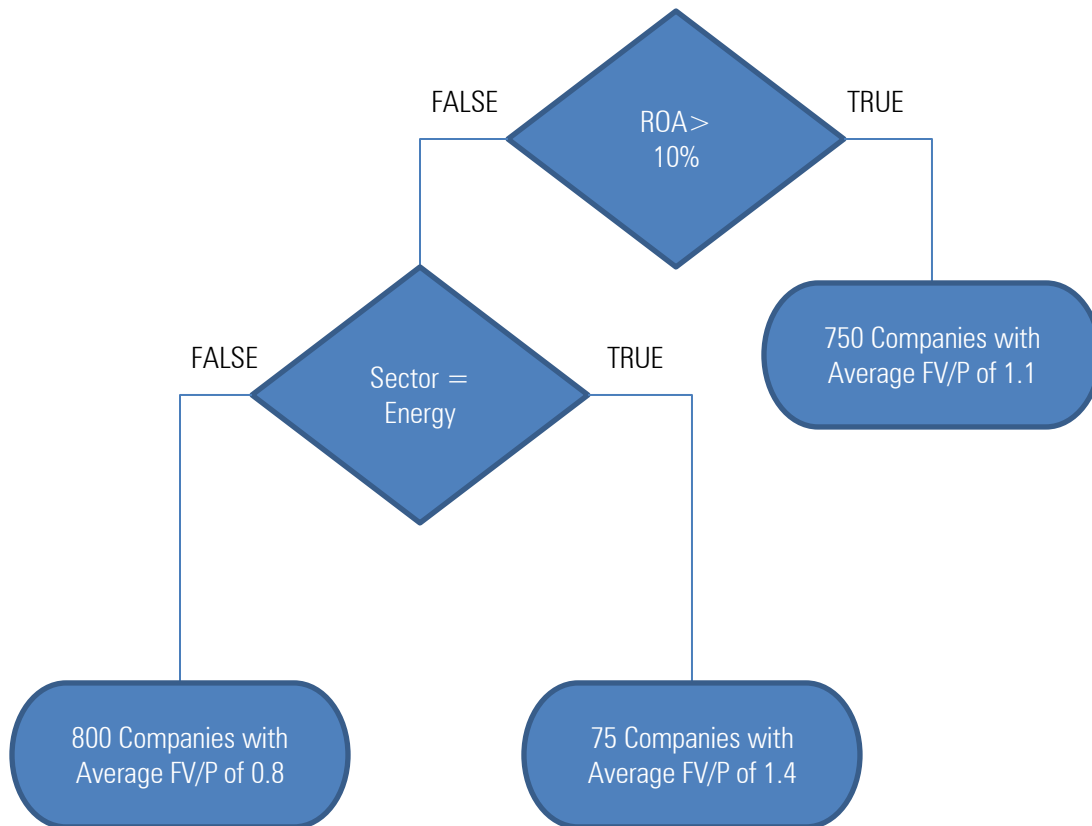 FALSE
TRUE
ROA>
10%
FALSE
TRUE
Sector =
Energy
750 Companies with
Average FV/P of 1.1
800 Companies with
Average FV/P of 0.8
75 Companies with
Average FV/P of 1.4